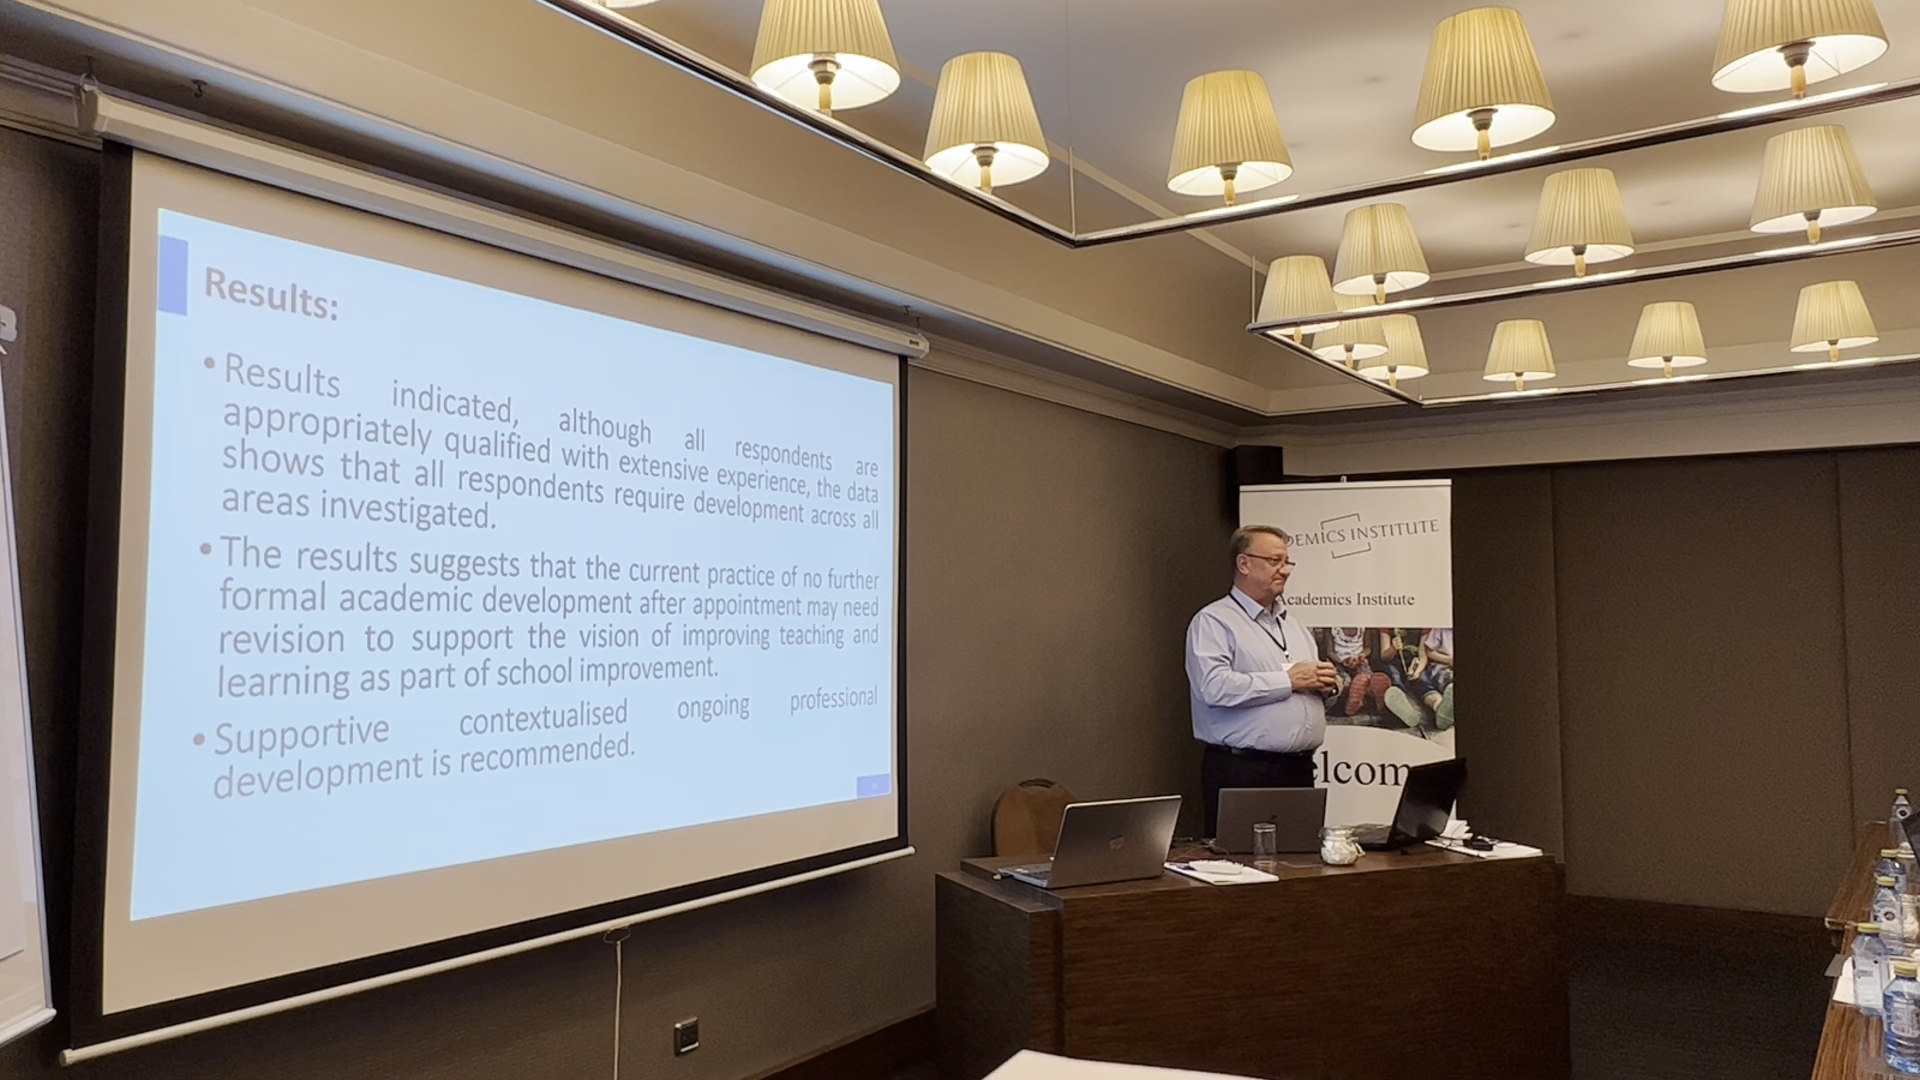 Results:
• Results indicated, although all respondents are
appropriately qualified with extensive experience, the data
shows that all respondents require development across all
areas investigated.
• The results suggests that the current practice of no further
formal academic development after appointment may need
revision to support the vision of improving teaching and
learning as part of school improvement.
• Supportive contextualised ongoing professional
development is recommended.
DEMICS INSTITUTE
Academics Institute
elcom